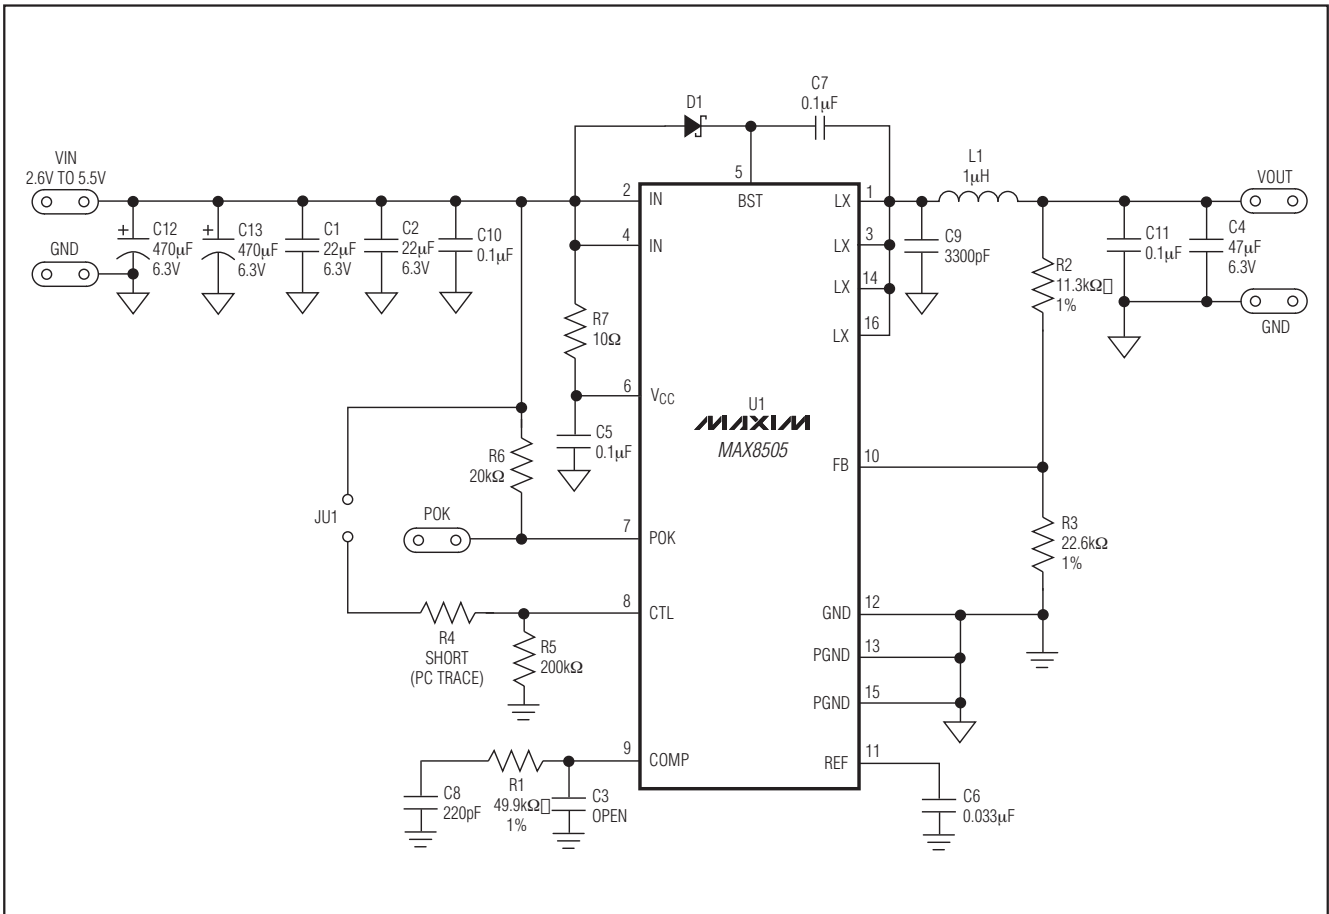 C7
0.1µF
D1
VIN
2.6V TO 5.5V
GND
+
C12
470µF
6.3V
+
C13
470µF
6.3V
C1
22µF
6.3V
C2
22µF
6.3V
C10
0.1µF
2
IN
4
IN
5
BST
LX
1
LX
3
LX
14
LX
16
L1
1µH
C9
3300pF
VOUT
C11
0.1µF
C4
47µF
6.3V
GND
R2
11.3kΩ▯
1%
R7
10Ω
6
VCC
C5
0.1µF
U1
MAXIM
MAX8505
R6
20kΩ
JU1
POK
7
POK
FB
10
R3
22.6kΩ
1%
8
CTL
R4
SHORT
(PC TRACE)
R5
200kΩ
GND
12
PGND
13
PGND
15
9
COMP
R1
49.9kΩ▯
1%
C8
220pF
C3
OPEN
REF
11
C6
0.033µF